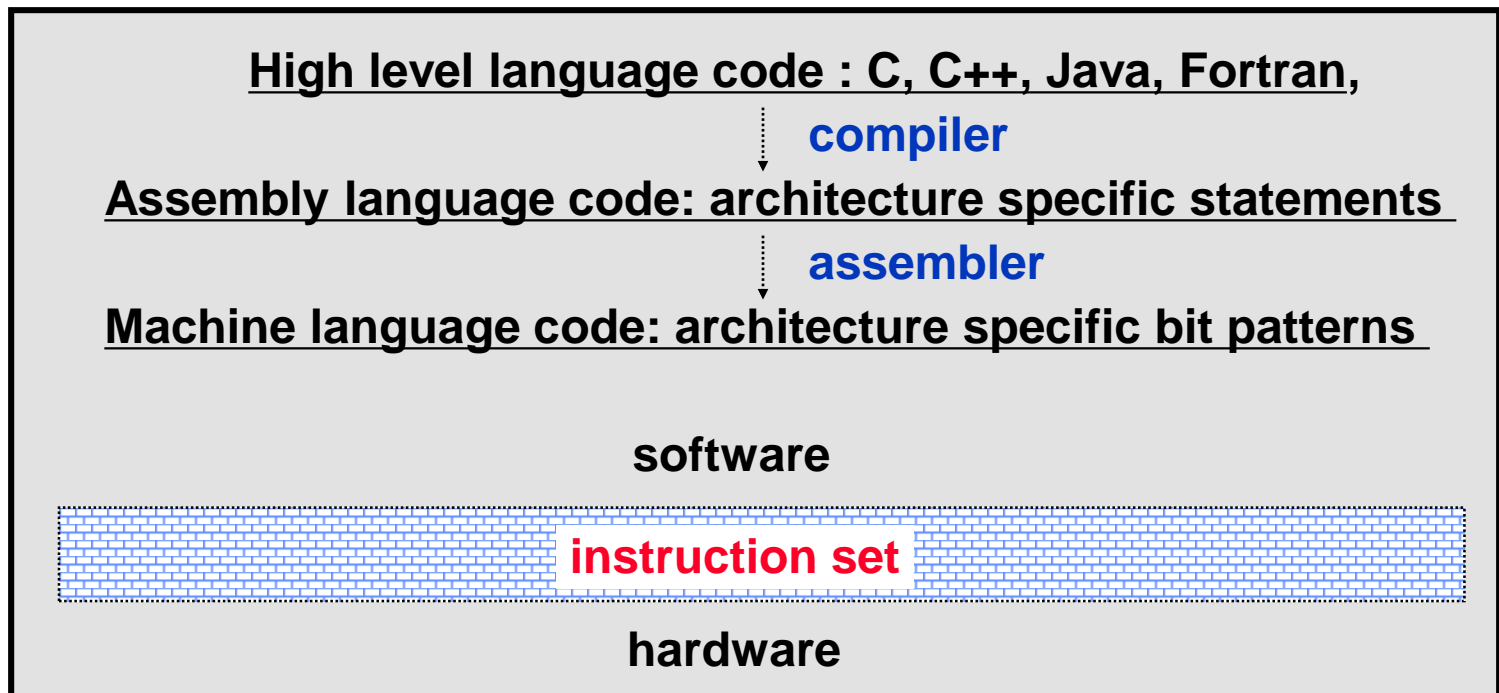 High level language code : C, C++, Java, Fortran,
compiler
Assembly language code: architecture specific statements
assembler
Machine language code: architecture specific bit patterns
software
instruction set
hardware